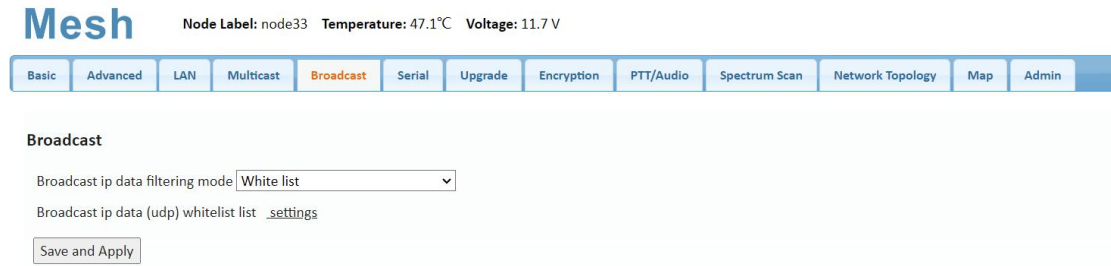 Mesh Node Label: node33 Temperature: 47.1℃ Voltage: 11.7 V
Basic Advanced LAN Multicast Broadcast Serial Upgrade Encryption PTT/Audio Spectrum Scan Network Topology Map Admin
Broadcast
Broadcast ip data filtering mode White list
Broadcast ip data (udp) whitelist list settings
Save and Apply